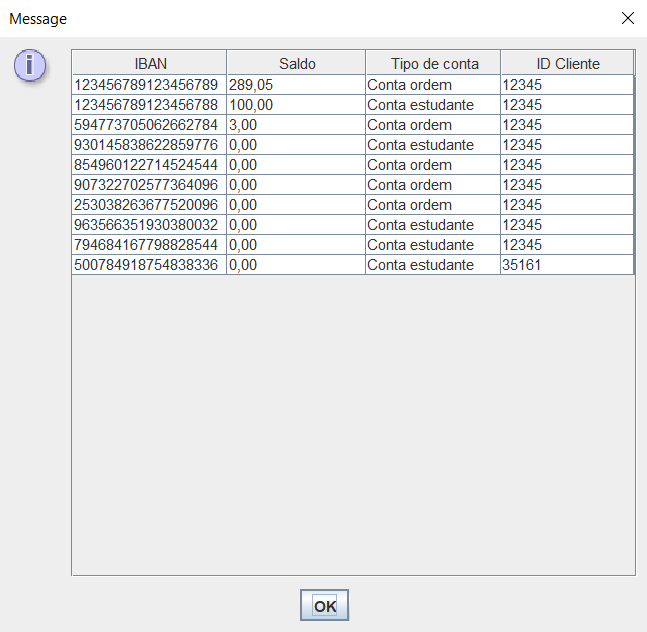 Message
IBAN Saldo Tipo de conta ID Cliente
123456789123456789 289,05 Conta ordem 12345
123456789123456788 100,00 Conta estudante 12345
594773705062662784 3,00 Conta ordem 12345
930145838622859776 0,00 Conta estudante 12345
854960122714524544 0,00 Conta ordem 12345
907322702577364096 0,00 Conta ordem 12345
253038263677520096 0,00 Conta ordem 12345
963566351930380032 0,00 Conta estudante 12345
794684167798828544 0,00 Conta estudante 12345
500784918754838336 0,00 Conta estudante 35161
OK